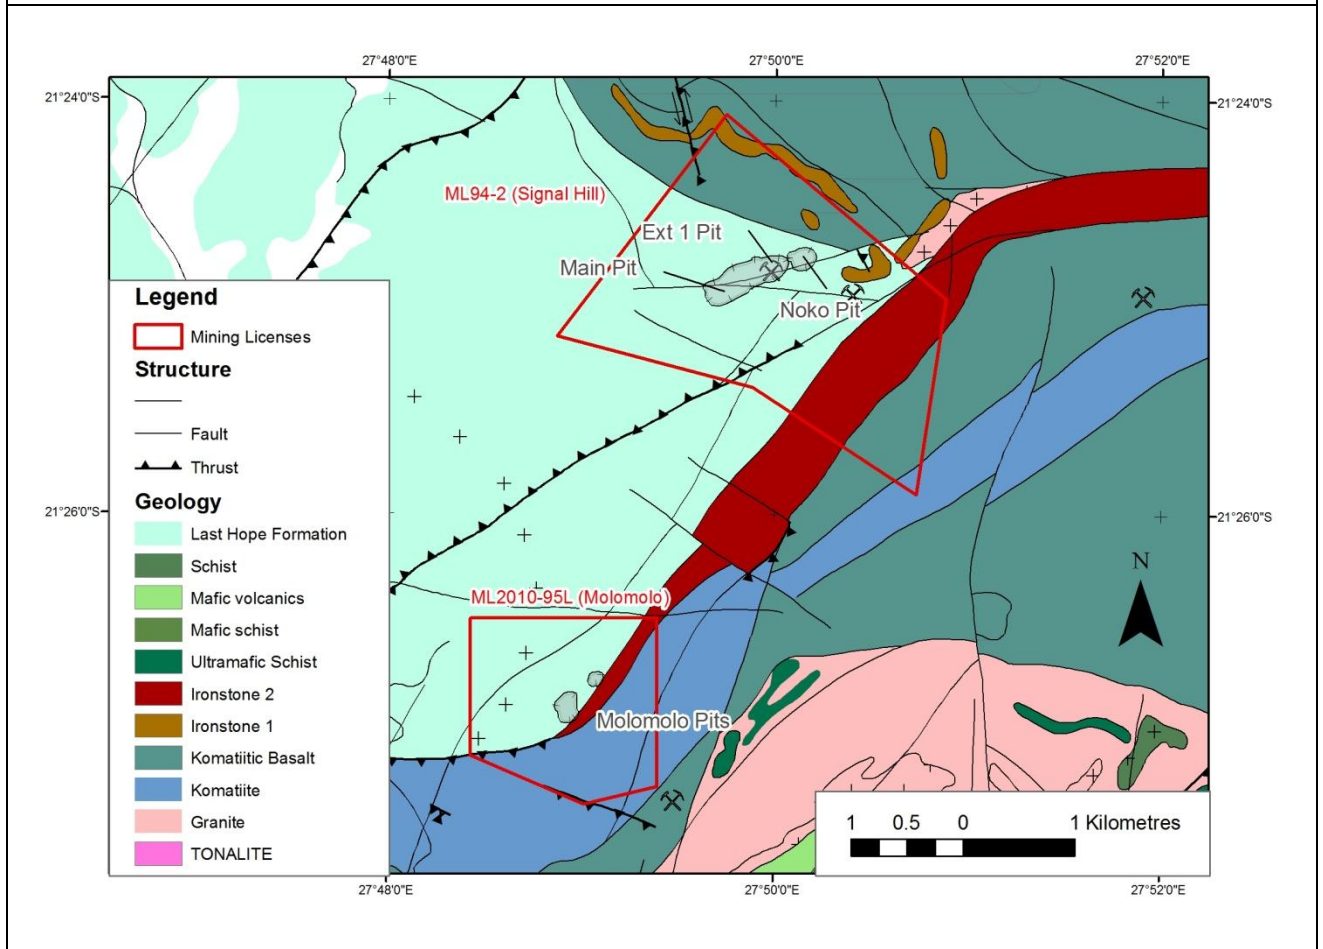 27°48'0"E
27°50'0"E
27°52'0"E
21°24'0"S
21°24'0"S
ML94-2 (Signal Hill)
Ext 1 Pit
Main Pit
Noko Pit
Legend
Mining Licenses
Structure
Fault
Thrust
Geology
Last Hope Formation
Schist
Mafic volcanics
Mafic schist
Ultramafic Schist
Ironstone 2
Ironstone 1
Komatiitic Basalt
Komatiite
Granite
TONALITE
21°26'0"S
21°26'0"S
N
ML2010-95L (Molomolo)
Molomolo Pits
1 0.5 0 1 Kilometres
27°48'0"E
27°50'0"E
27°52'0"E